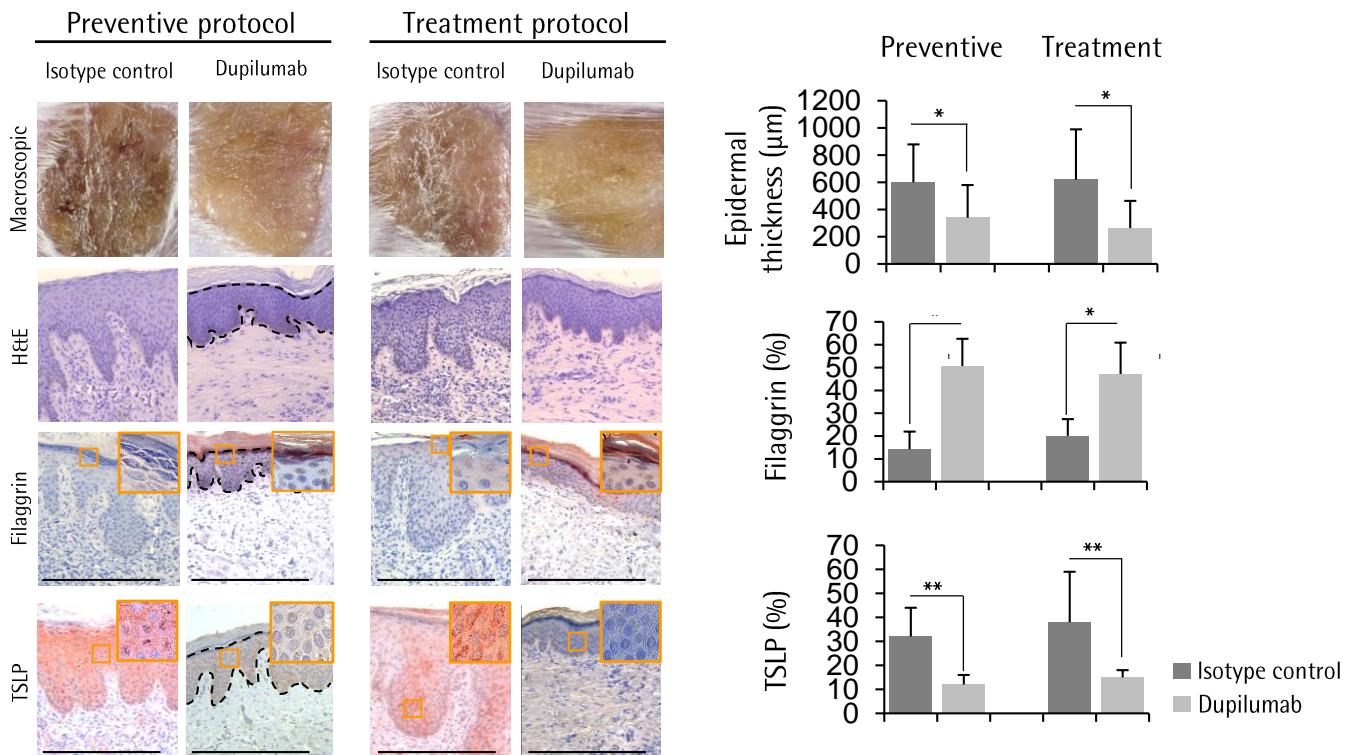 Preventive protocol
Treatment protocol
Isotype control
Dupilumab
Isotype control
Dupilumab
Macroscopic
H&E
Filaggrin
TSLP
Preventive
Treatment
Epidermal
thickness (μm)
1200
1000
800
600
400
200
0
*
*
Filaggrin (%)
70
60
50
40
30
20
10
0
*
TSLP (%)
70
60
50
40
30
20
10
0
**
**
Isotype control
Dupilumab